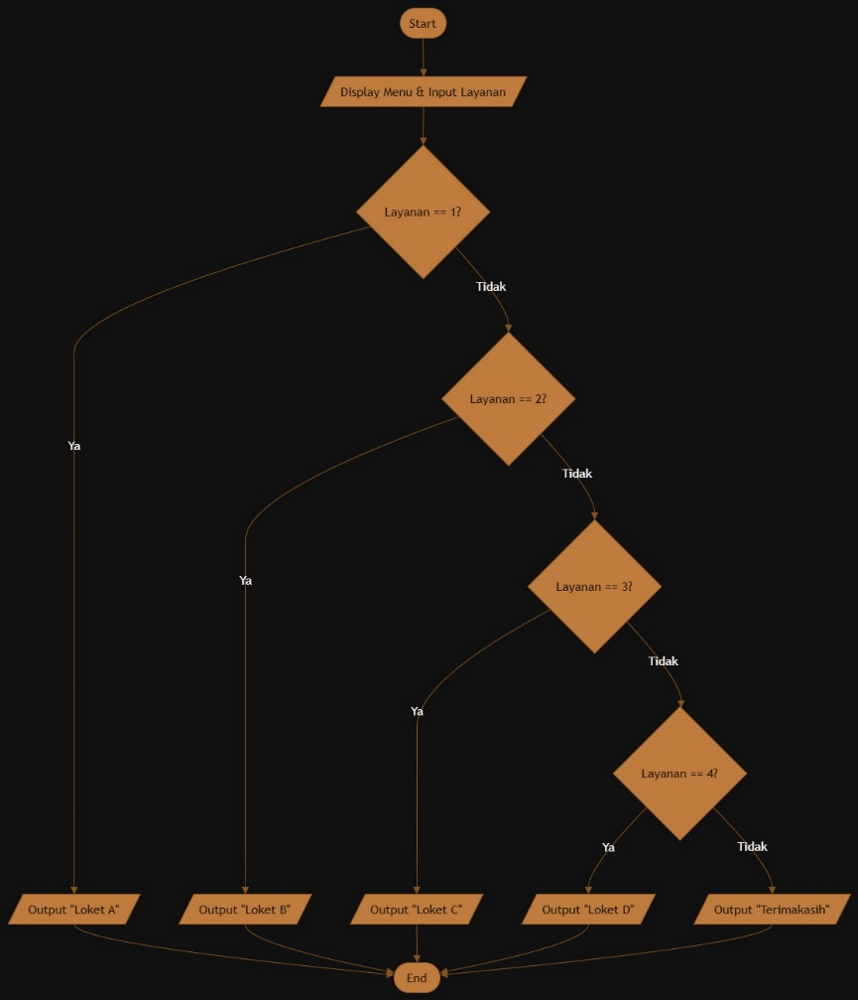 Start
Display Menu & Input Layanan
Layanan == 1?
Tidak
Layanan == 2?
Ya
Tidak
Layanan == 3?
Ya
Tidak
Ya
Layanan == 4?
Ya
Tidak
Output "Loket A"
Output "Loket B"
Output "Loket C"
Output "Loket D"
Output "Terimakasih"
End